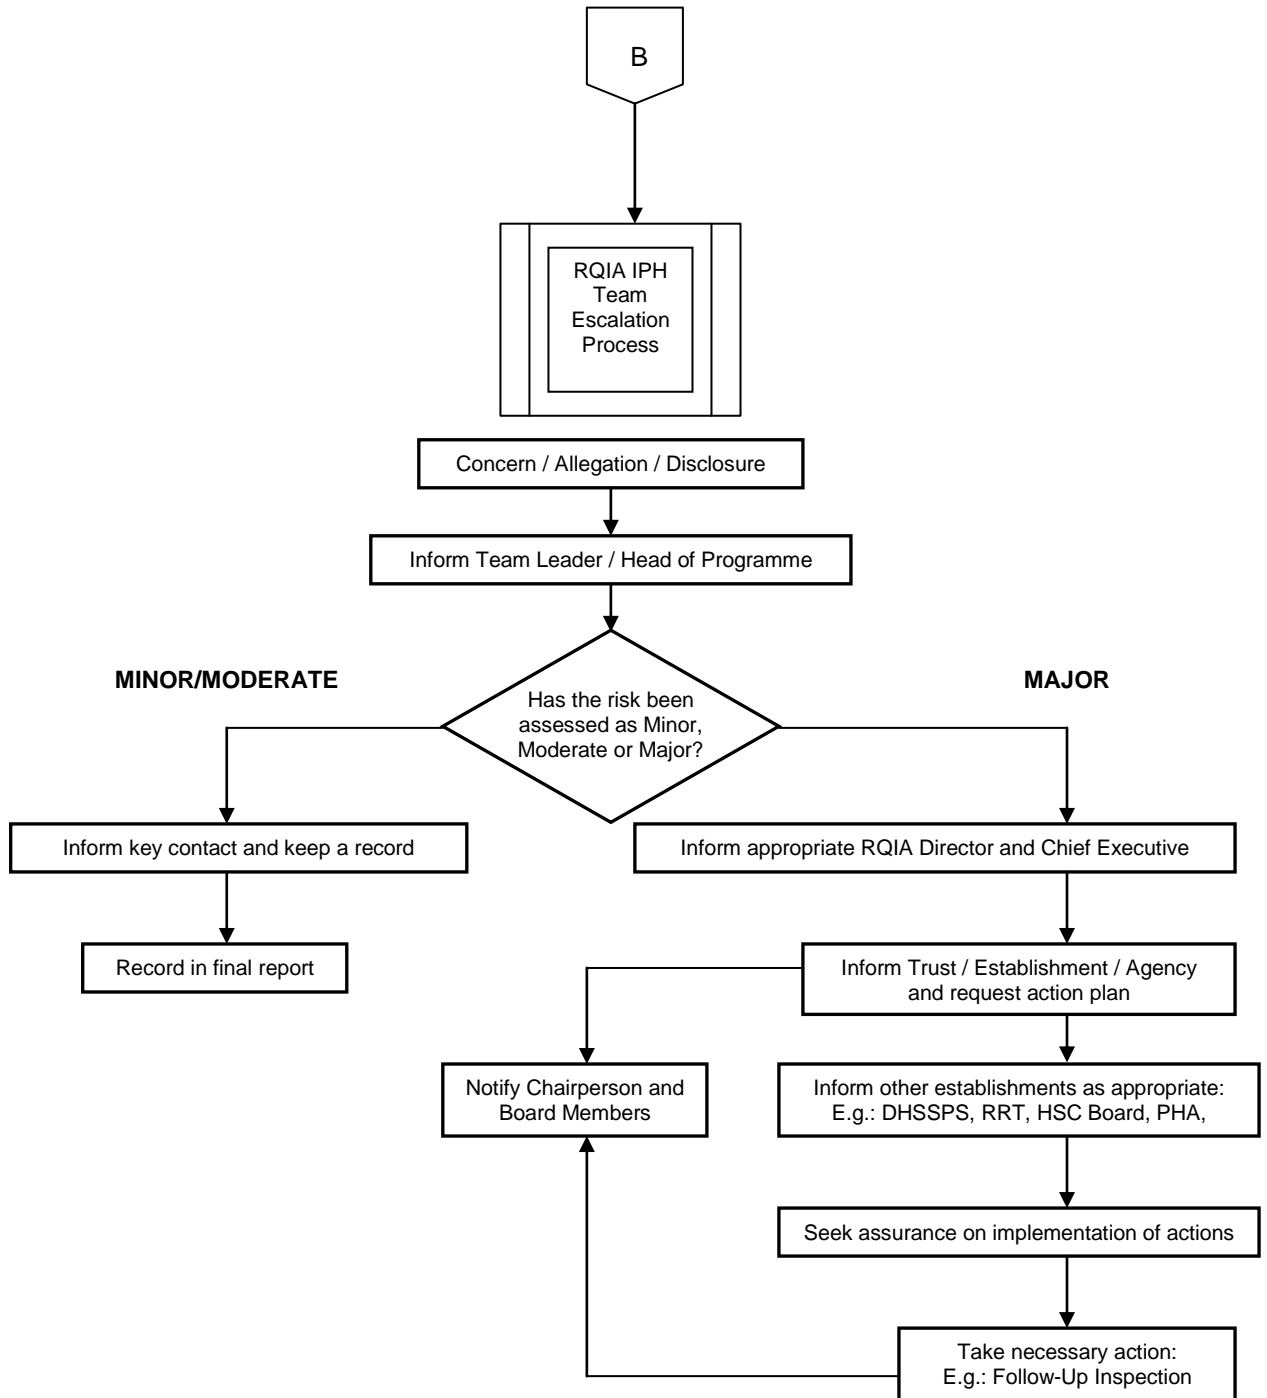 B
RQIA IPH
Team
Escalation
Process
Concern / Allegation / Disclosure
Inform Team Leader / Head of Programme
MINOR/MODERATE
MAJOR
Has the risk been
assessed as Minor,
Moderate or Major?
Inform key contact and keep a record
Inform appropriate RQIA Director and Chief Executive
Record in final report
Inform Trust / Establishment / Agency
and request action plan
Notify Chairperson and
Board Members
Inform other establishments as appropriate:
E.g.: DHSSPS, RRT, HSC Board, PHA,
Seek assurance on implementation of actions
Take necessary action:
E.g.: Follow-Up Inspection